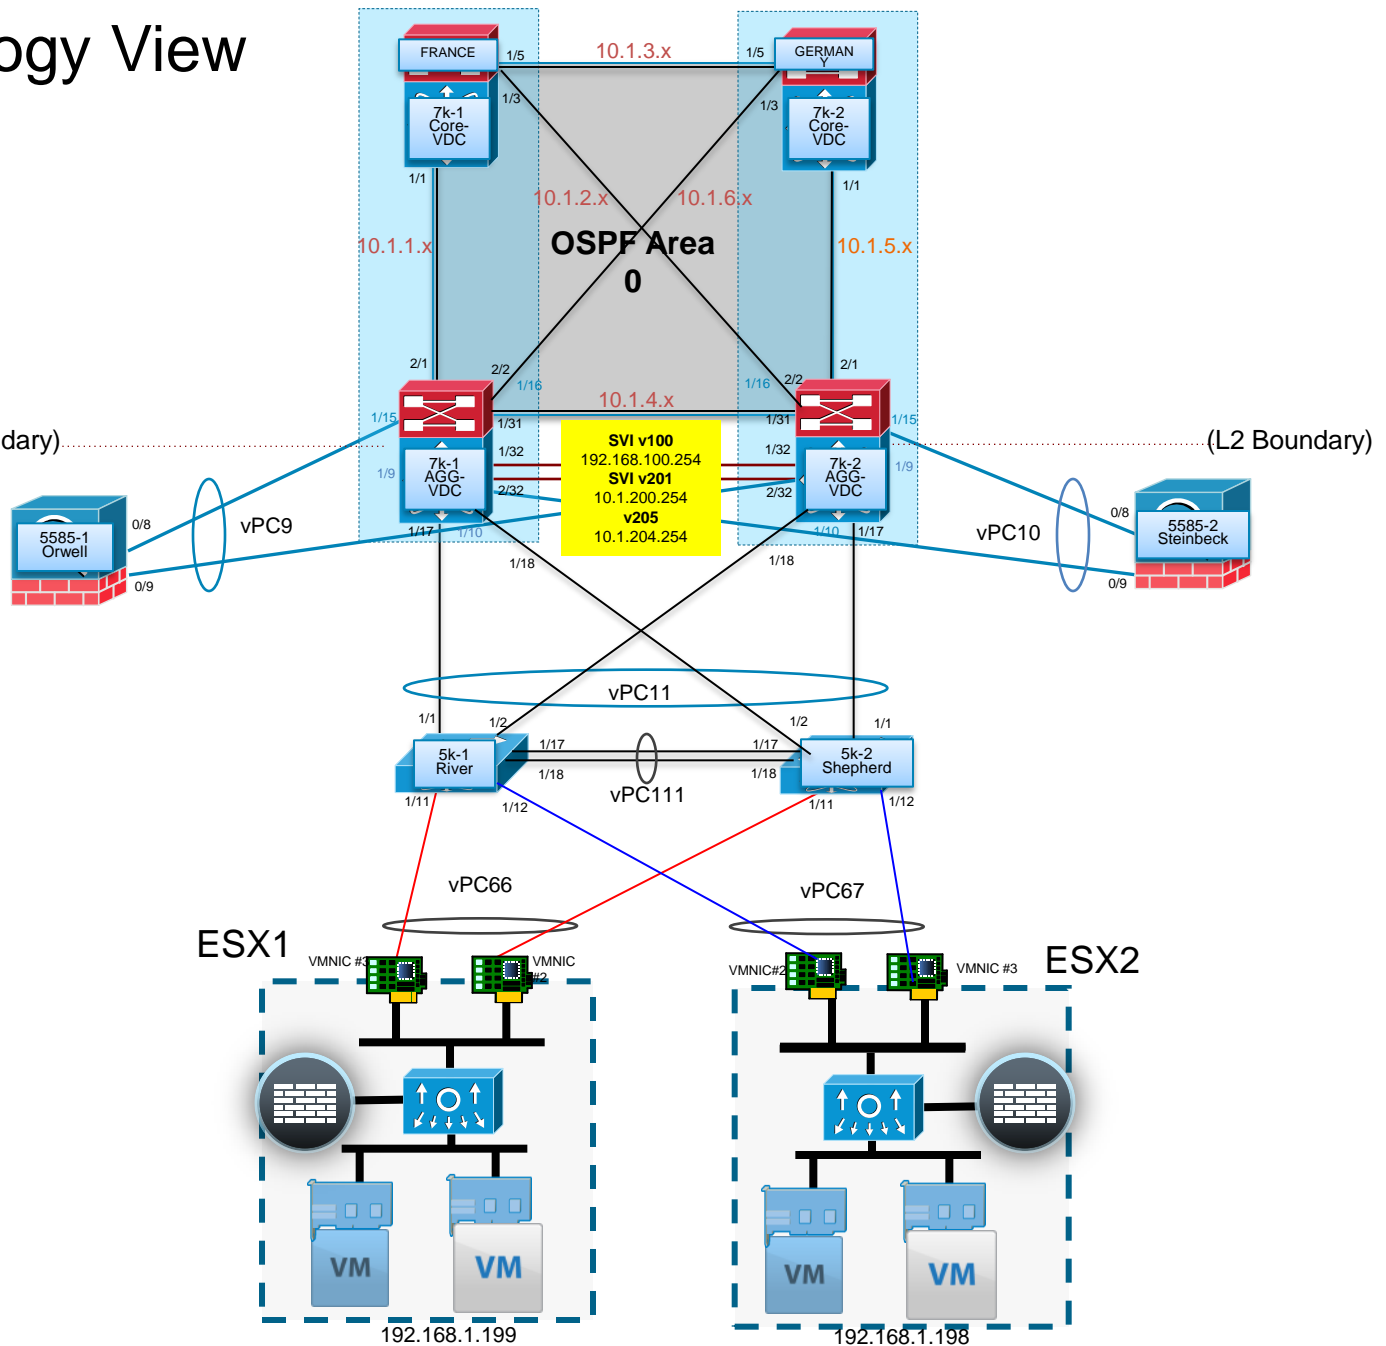 ogy View
FRANCE
1/5
10.1.3.x
1/5
GERMAN
Y
1/3
1/3
7k-1
Core-
VDC
7k-2
Core-
VDC
1/1
1/1
10.1.2.x
10.1.6.x
10.1.1.x
OSPF Area
0
10.1.5.x
2/1
2/2
1/16
1/16
2/2
2/1
10.1.4.x
1/15
1/31
1/31
1/15
dary)
(L2 Boundary)
SVI v100
192.168.100.254
SVI v201
10.1.200.254
v205
10.1.204.254
1/32
1/32
1/9
7k-1
AGG-
VDC
2/32
2/32
7k-2
AGG-
VDC
1/9
1/17
1/10
1/10
1/17
1/18
1/18
5585-1
Orwell
0/8
0/9
vPC9
vPC10
0/8
0/9
5585-2
Steinbeck
vPC11
1/1
1/2
1/2
1/1
5k-1
River
1/17
1/18
1/17
1/18
5k-2
Shepherd
vPC111
1/11
1/12
1/11
1/12
vPC66
vPC67
ESX1
ESX2
VMNIC #3
VMNIC
#2
VMNIC#2
VMNIC #3
VM
VM
VM
VM
192.168.1.199
192.168.1.198